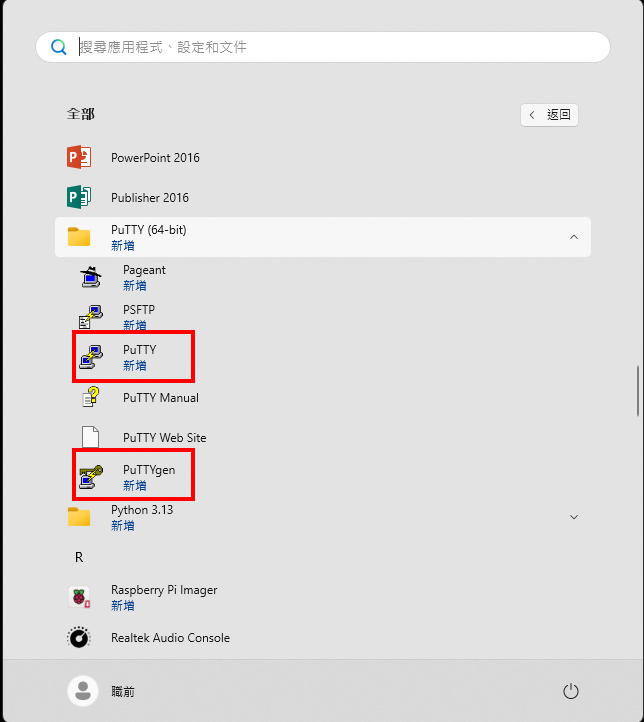 搜尋應用程式、設定和文件
全部
返回
PowerPoint 2016
Publisher 2016
PuTTY (64-bit)
新增
Pageant
新增
PSFTP
新增
PuTTY
新增
PuTTY Manual
PuTTY Web Site
PuTTYgen
新增
Python 3.13
新增
R
Raspberry Pi Imager
新增
Realtek Audio Console
職前